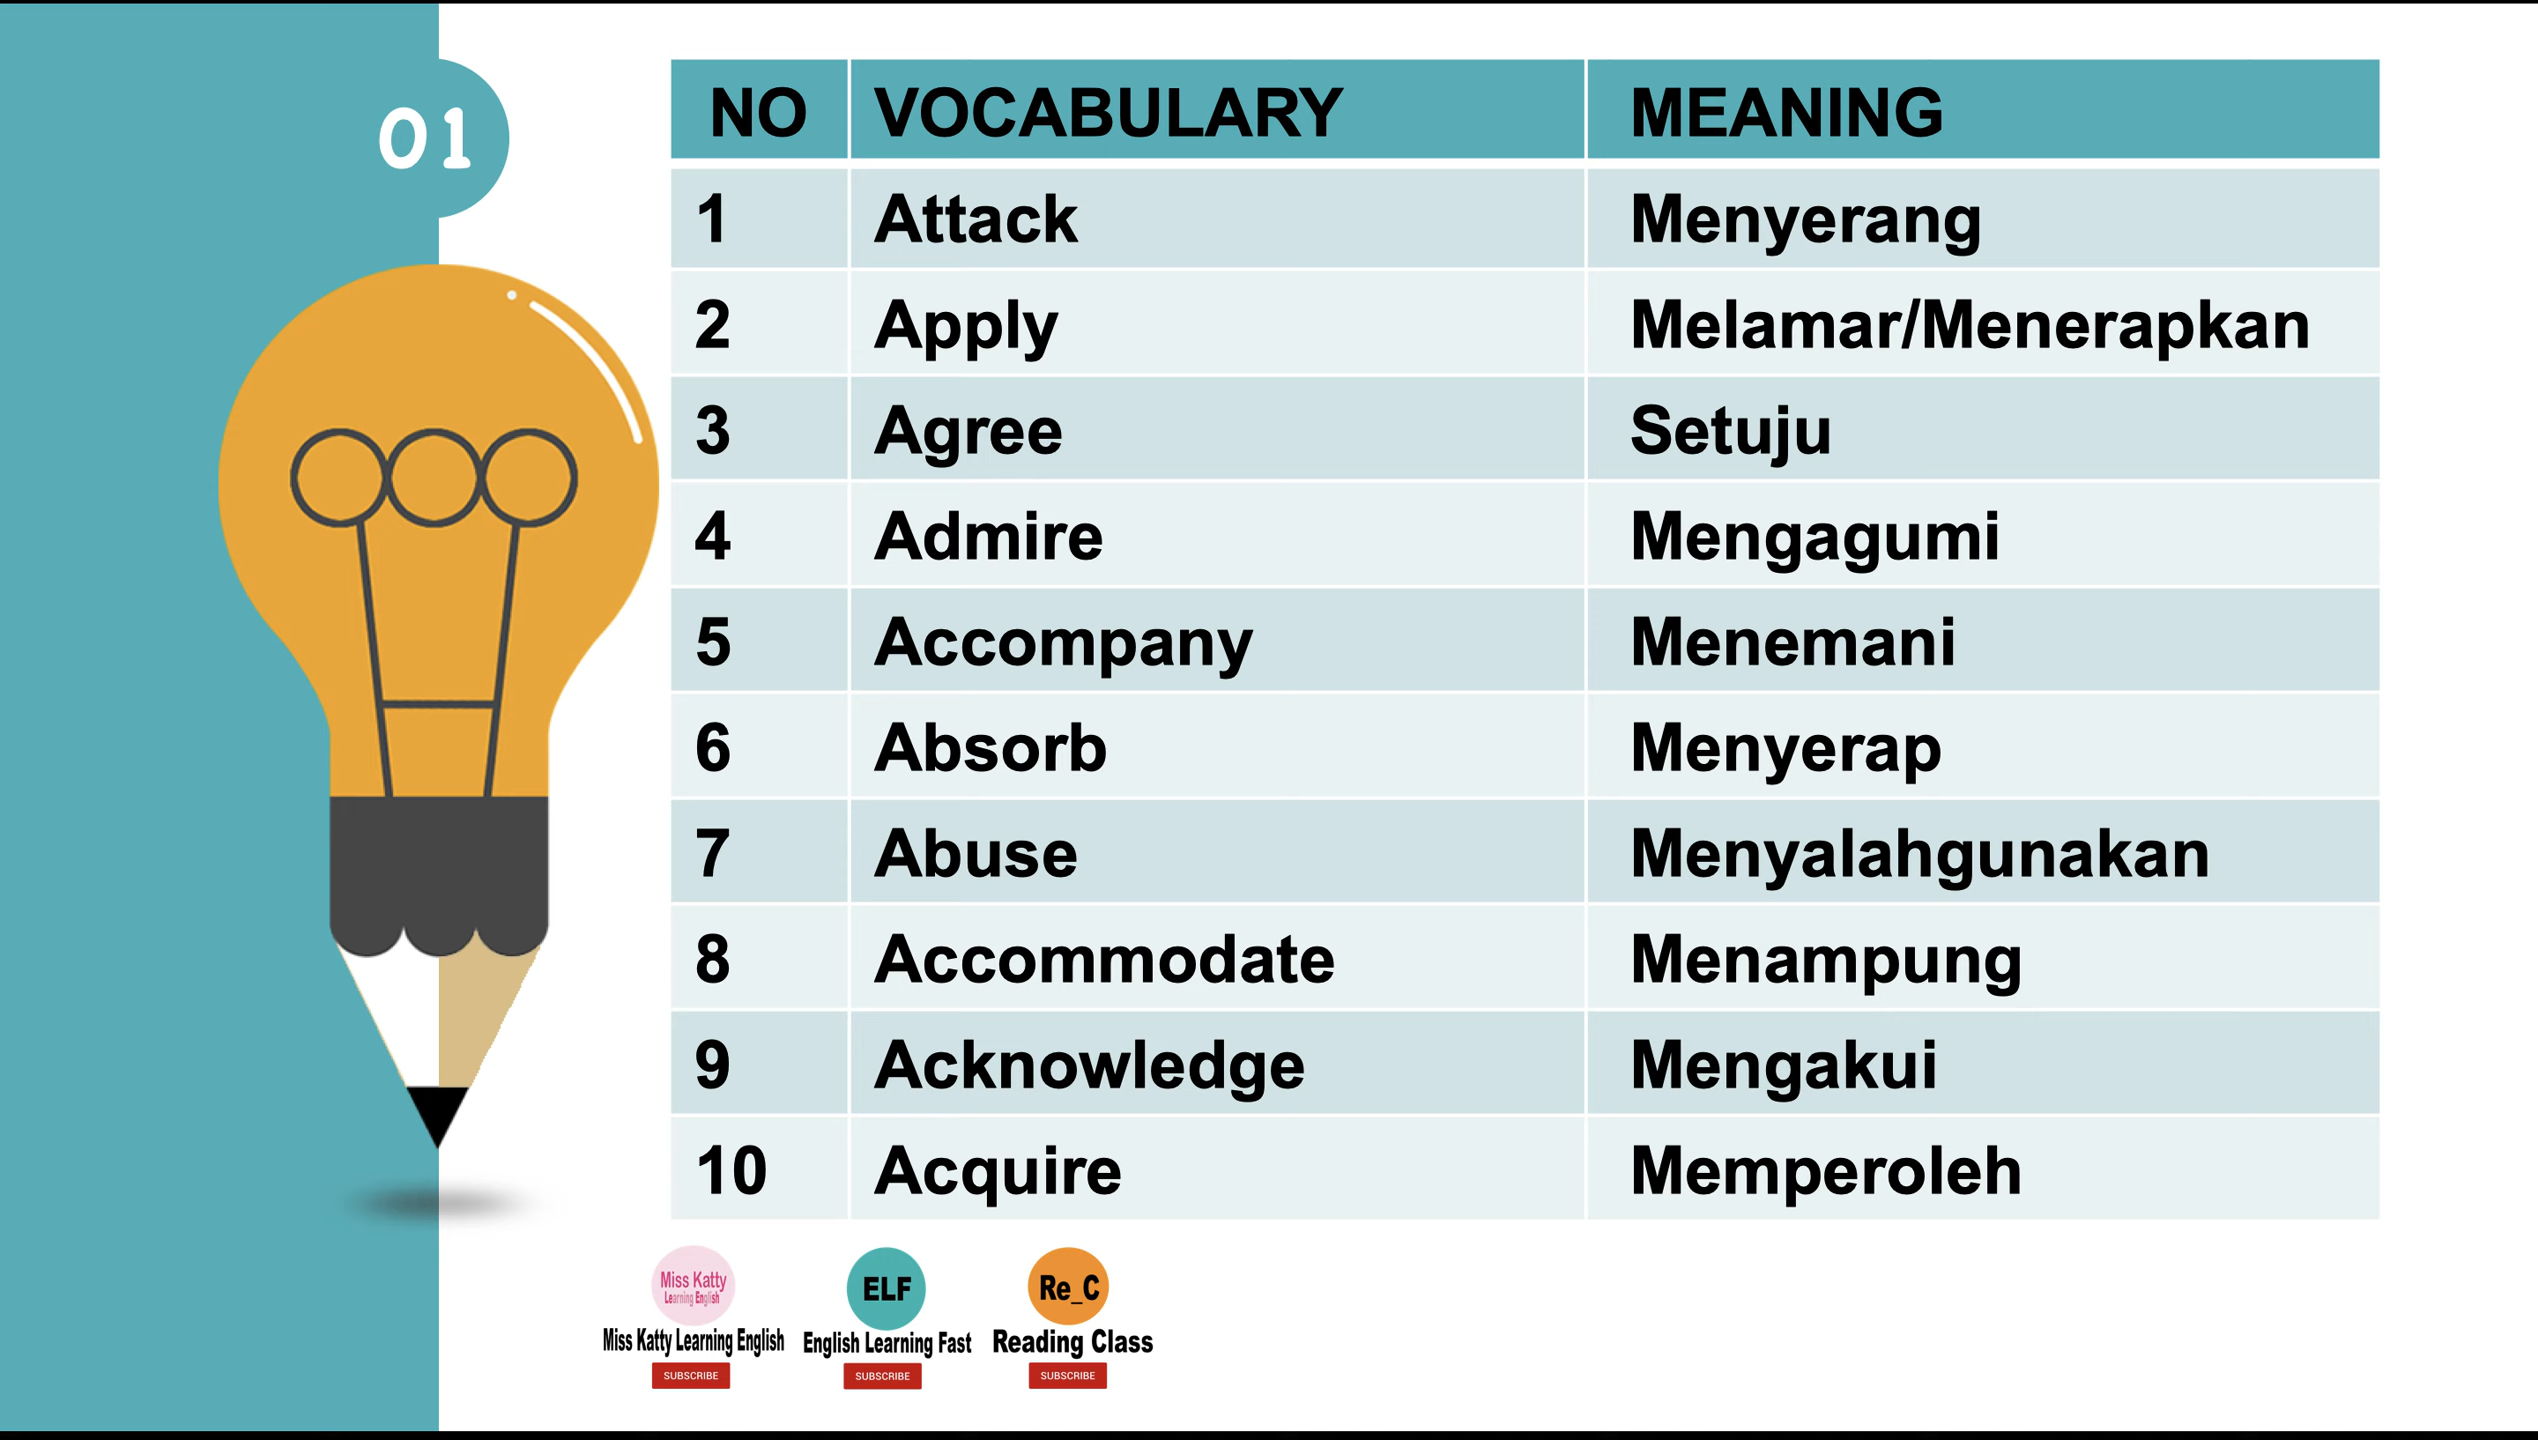 01
NO VOCABULARY MEANING
1 Attack Menyerang
2 Apply Melamar/Menerapkan
3 Agree Setuju
4 Admire Mengagumi
5 Accompany Menemani
6 Absorb Menyerap
7 Abuse Menyalahgunakan
8 Accommodate Menampung
9 Acknowledge Mengakui
10 Acquire Memperoleh
Miss Katty ELF Re_C
Learning English
Miss Katty Learning English English Learning Fast Reading Class
SUBSCRIBE SUBSCRIBE SUBSCRIBE